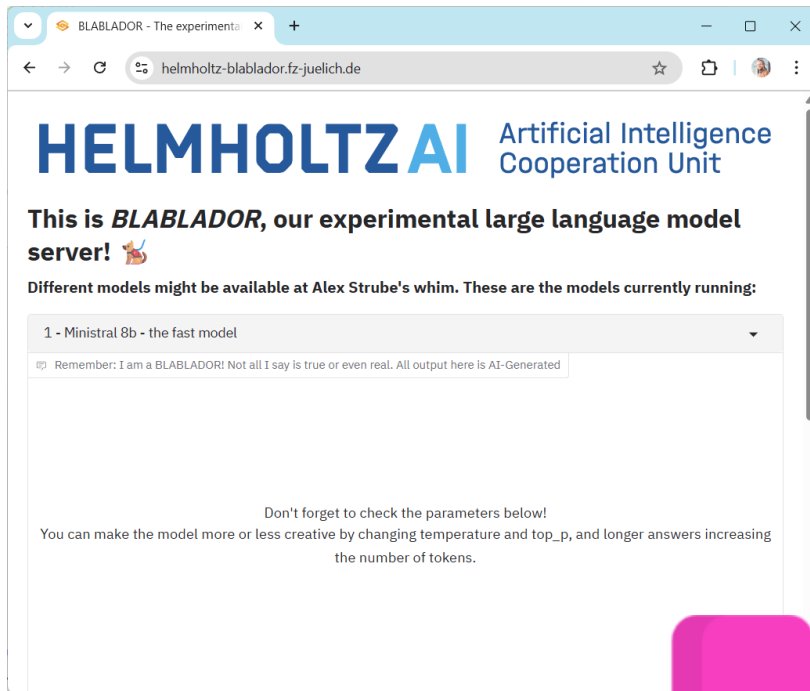 BLABLADOR - The experimenta
helmholtz-blablador.fz-juelich.de
HELMHOLTZ AI
Artificial Intelligence
Cooperation Unit
This is BLABLADOR, our experimental large language model
server!
Different models might be available at Alex Strube's whim. These are the models currently running:
1 - Ministral 8b - the fast model
Remember: I am a BLABLADOR! Not all I say is true or even real. All output here is AI-Generated
Don't forget to check the parameters below!
You can make the model more or less creative by changing temperature and top_p, and longer answers increasing
the number of tokens.